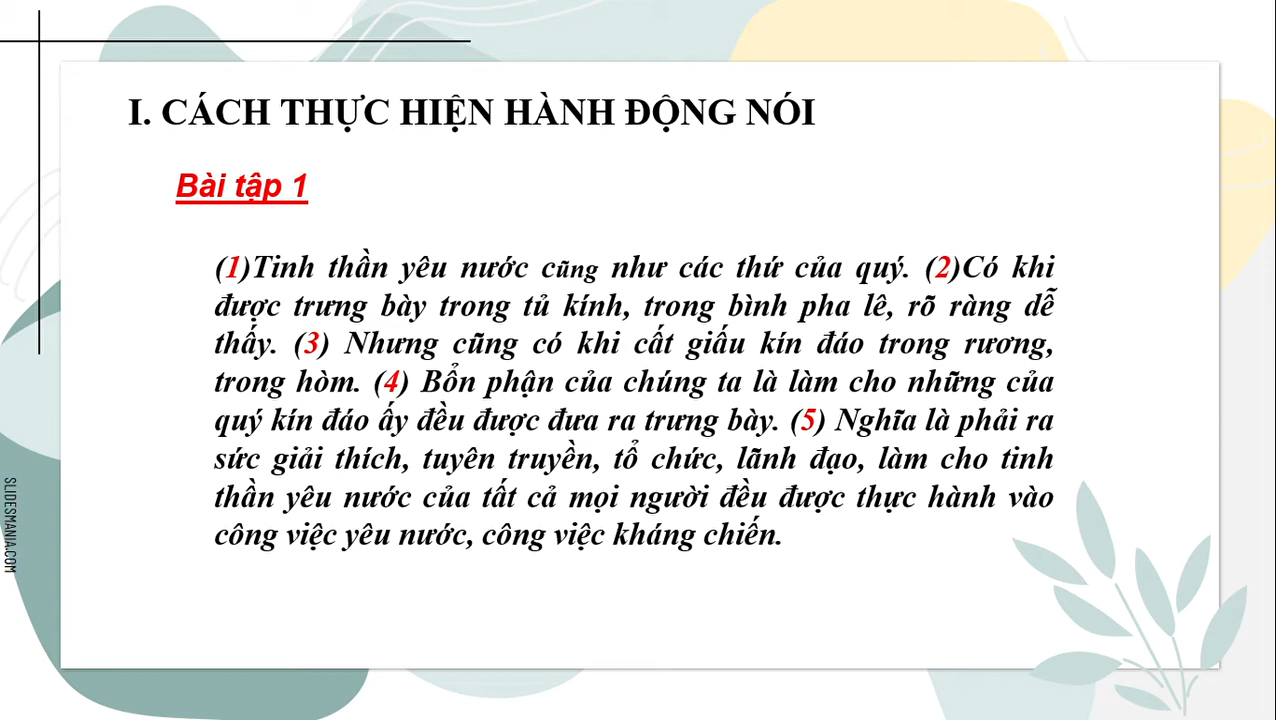 I. CÁCH THỰC HIỆN HÀNH ĐỘNG NÓI
Bài tập 1
(1)Tinh thần yêu nước cũng như các thứ của quý. (2)Có khi
được trưng bày trong tủ kính, trong bình pha lê, rõ ràng dễ
thấy. (3) Nhưng cũng có khi cất giấu kín đáo trong rương,
trong hòm. (4) Bổn phận của chúng ta là làm cho những của
quý kín đáo ấy đều được đưa ra trưng bày. (5) Nghĩa là phải ra
sức giải thích, tuyên truyền, tổ chức, lãnh đạo, làm cho tinh
thần yêu nước của tất cả mọi người đều được thực hành vào
công việc yêu nước, công việc kháng chiến.
SLIDESMANIA.COM